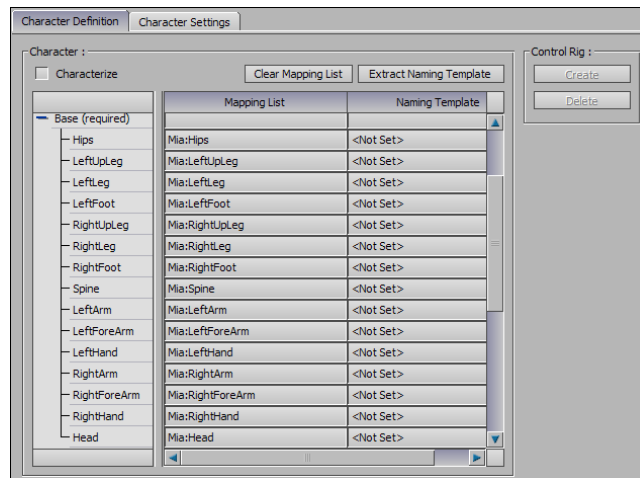 Character Definition Character Settings
Character : Control Rig :
Characterize Clear Mapping List Extract Naming Template Create
Delete
Mapping List Naming Template
Base (required)
Hips Mia:Hips <Not Set>
LeftUpLeg Mia:LeftUpLeg <Not Set>
LeftLeg Mia:LeftLeg <Not Set>
LeftFoot Mia:LeftFoot <Not Set>
RightUpLeg Mia:RightUpLeg <Not Set>
RightLeg Mia:RightLeg <Not Set>
RightFoot Mia:RightFoot <Not Set>
Spine Mia:Spine <Not Set>
LeftArm Mia:LeftArm <Not Set>
LeftForeArm Mia:LeftForeArm <Not Set>
LeftHand Mia:LeftHand <Not Set>
RightArm Mia:RightArm <Not Set>
RightForeArm Mia:RightForeArm <Not Set>
RightHand Mia:RightHand <Not Set>
Head Mia:Head <Not Set>